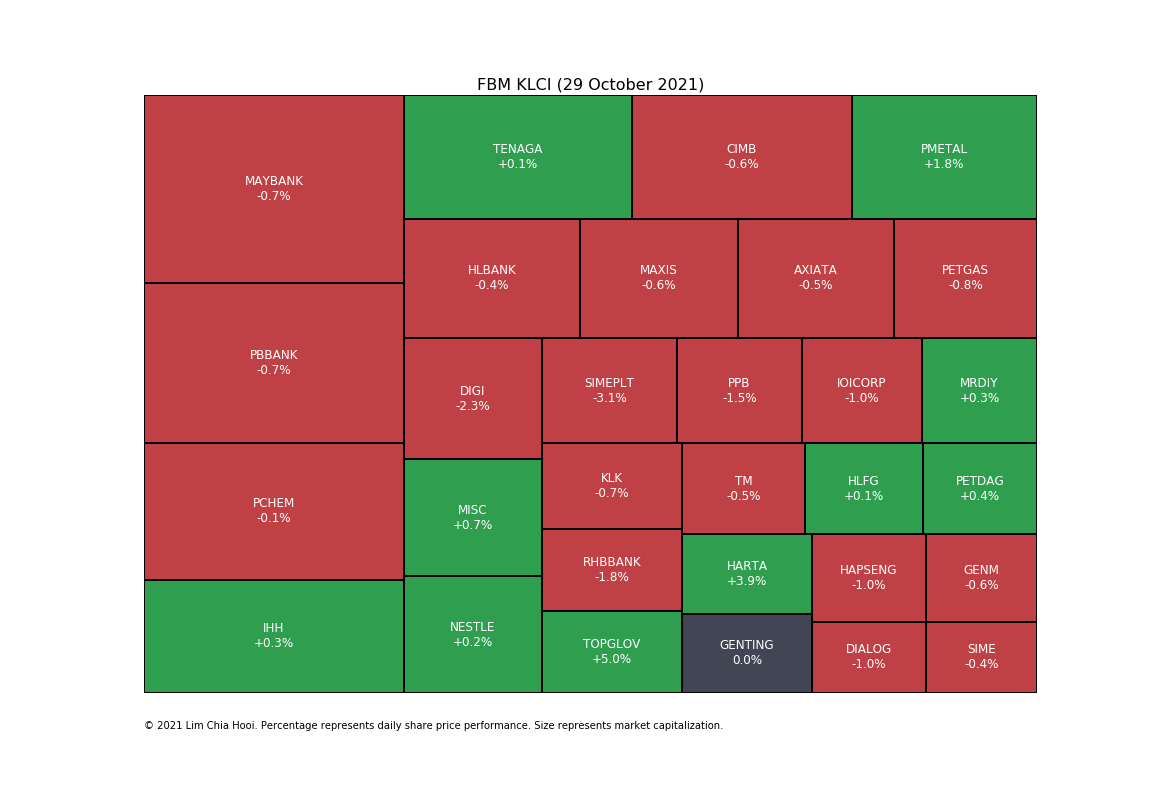 FBM KLCI (29 October 2021)
MAYBANK
-0.7%
TENAGA
+0.1%
CIMB
-0.6%
PMETAL
+1.8%
HLBANK
-0.4%
MAXIS
-0.6%
AXIATA
-0.5%
PETGAS
-0.8%
PBBANK
-0.7%
DIGI
-2.3%
SIMEPLT
-3.1%
PPB
-1.5%
IOICORP
-1.0%
MRDIY
+0.3%
PCHEM
-0.1%
MISC
+0.7%
KLK
-0.7%
TM
-0.5%
HLFG
+0.1%
PETDAG
+0.4%
RHBBANK
-1.8%
HARTA
+3.9%
HAPSENG
-1.0%
GENM
-0.6%
IHH
+0.3%
NESTLE
+0.2%
TOPGLOV
+5.0%
GENTING
0.0%
DIALOG
-1.0%
SIME
-0.4%
© 2021 Lim Chia Hooi. Percentage represents daily share price performance. Size represents market capitalization.